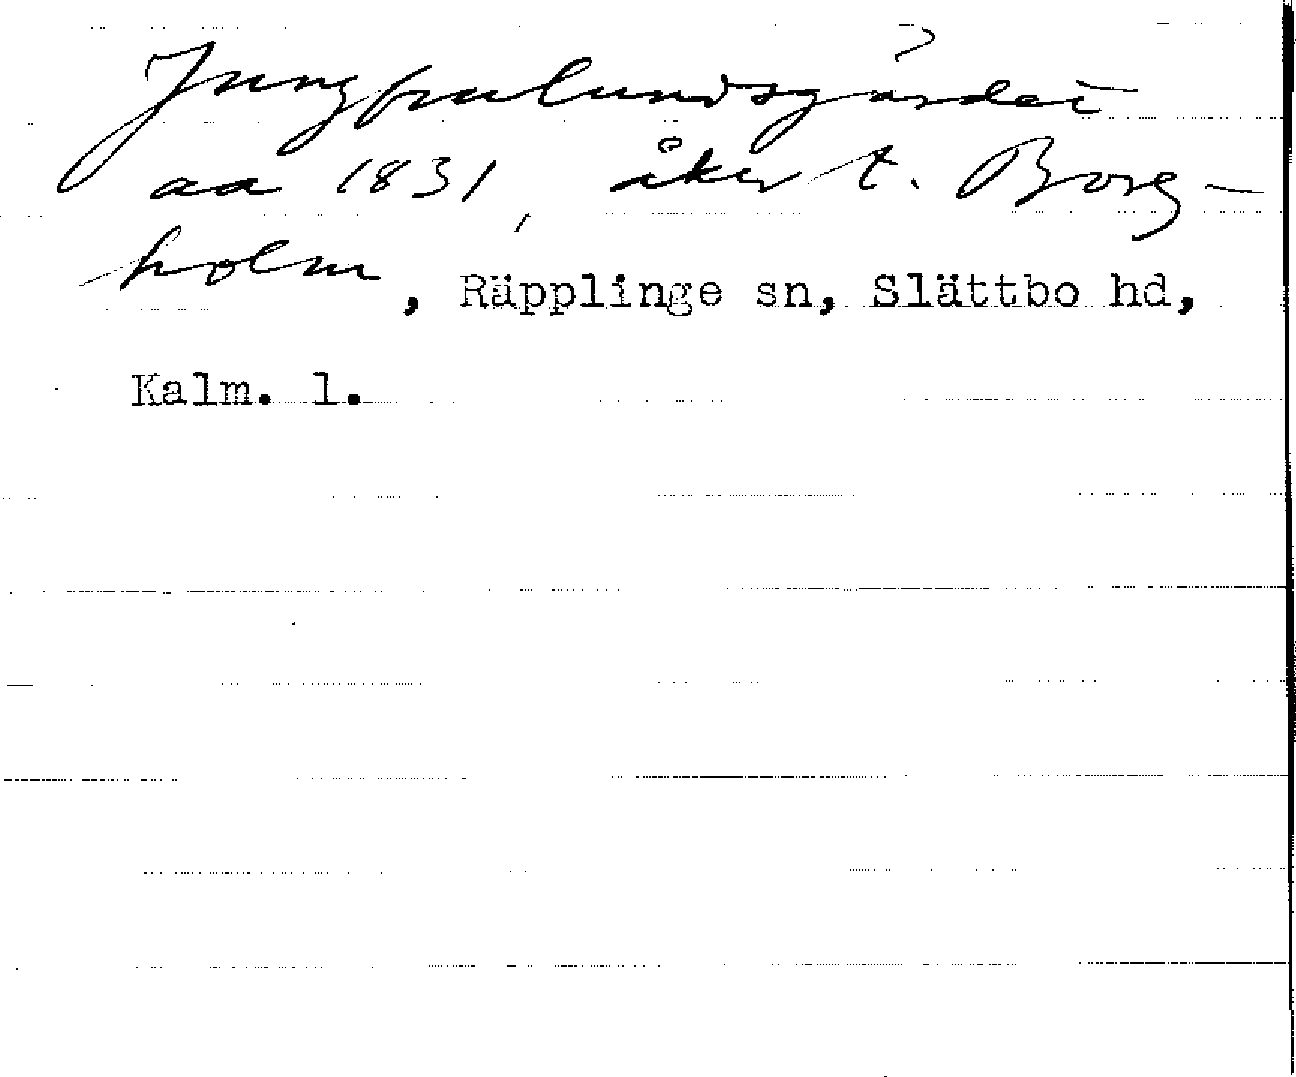 Jungfrulundsgärdet
aa 1831, åker t. Borg-
holm, Räpplinge sn, Slättbo hd,
Kalm. l.